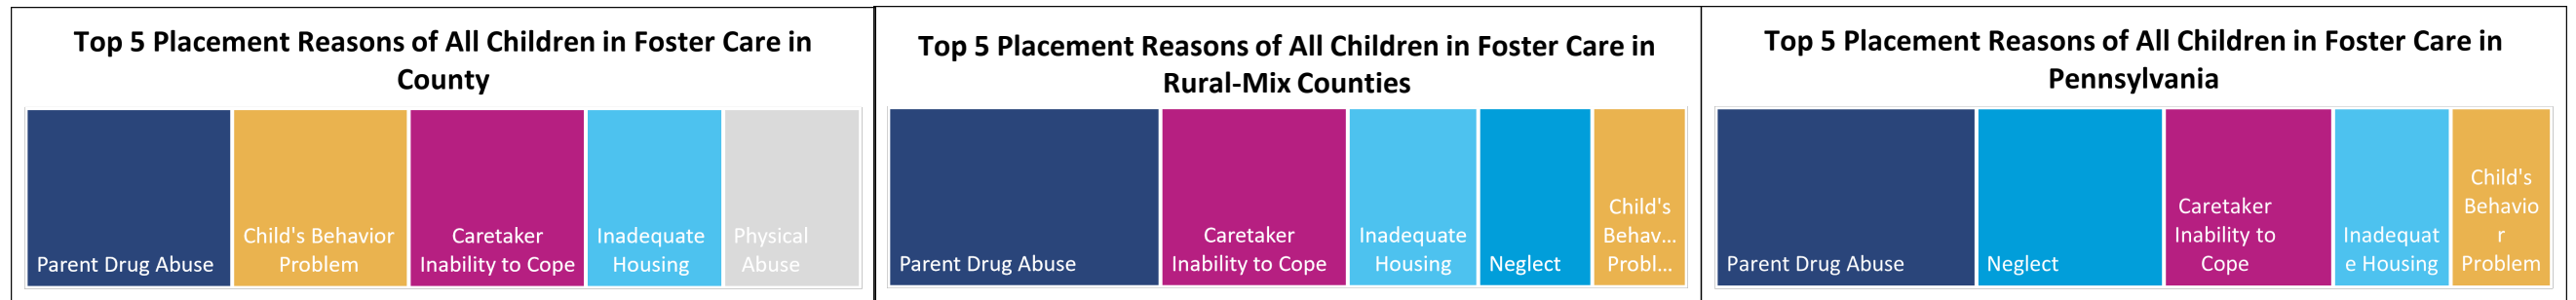 Top 5 Placement Reasons of All Children in Foster Care in
County
Parent Drug Abuse
Child's Behavior
Problem
Caretaker
Inability to Cope
Inadequate
Housing
Physical
Abuse
Top 5 Placement Reasons of All Children in Foster Care in
Rural-Mix Counties
Parent Drug Abuse
Caretaker
Inability to Cope
Inadequate
Housing
Neglect
Child's
Behav...
Probl...
Top 5 Placement Reasons of All Children in Foster Care in
Pennsylvania
Parent Drug Abuse
Neglect
Caretaker
Inability to
Cope
Inadequat
e Housing
Child's
Behavio
r
Problem